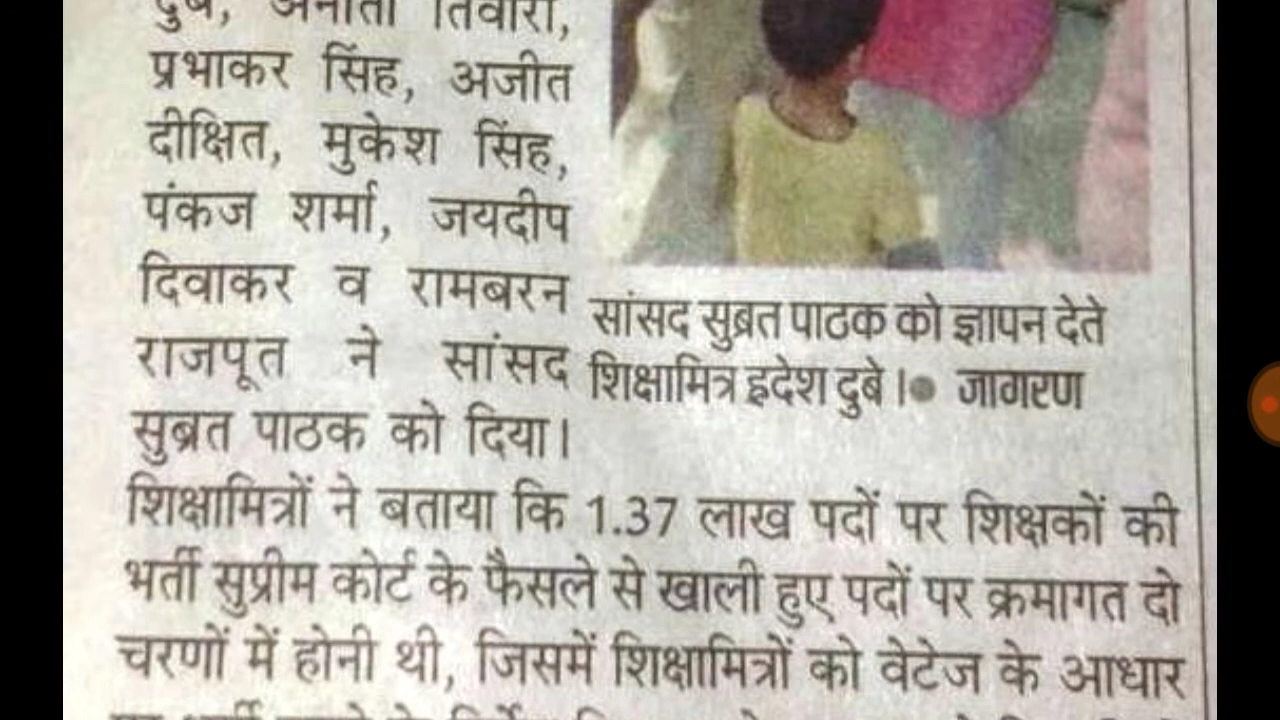 दुबे, अनीता तिवारी,
प्रभाकर सिंह, अजीत
दीक्षित, मुकेश सिंह,
पंकज शर्मा, जयदीप
दिवाकर व रामबरन
राजपूत ने सांसद
सुब्रत पाठक को दिया।
सांसद सुब्रत पाठक को ज्ञापन देते
शिक्षामित्र हृदेश दुबे।● जागरण
शिक्षामित्रों ने बताया कि 1.37 लाख पदों पर शिक्षकों की
भर्ती सुप्रीम कोर्ट के फैसले से खाली हुए पदों पर क्रमागत दो
चरणों में होनी थी, जिसमें शिक्षामित्रों को वेटेज के आधार